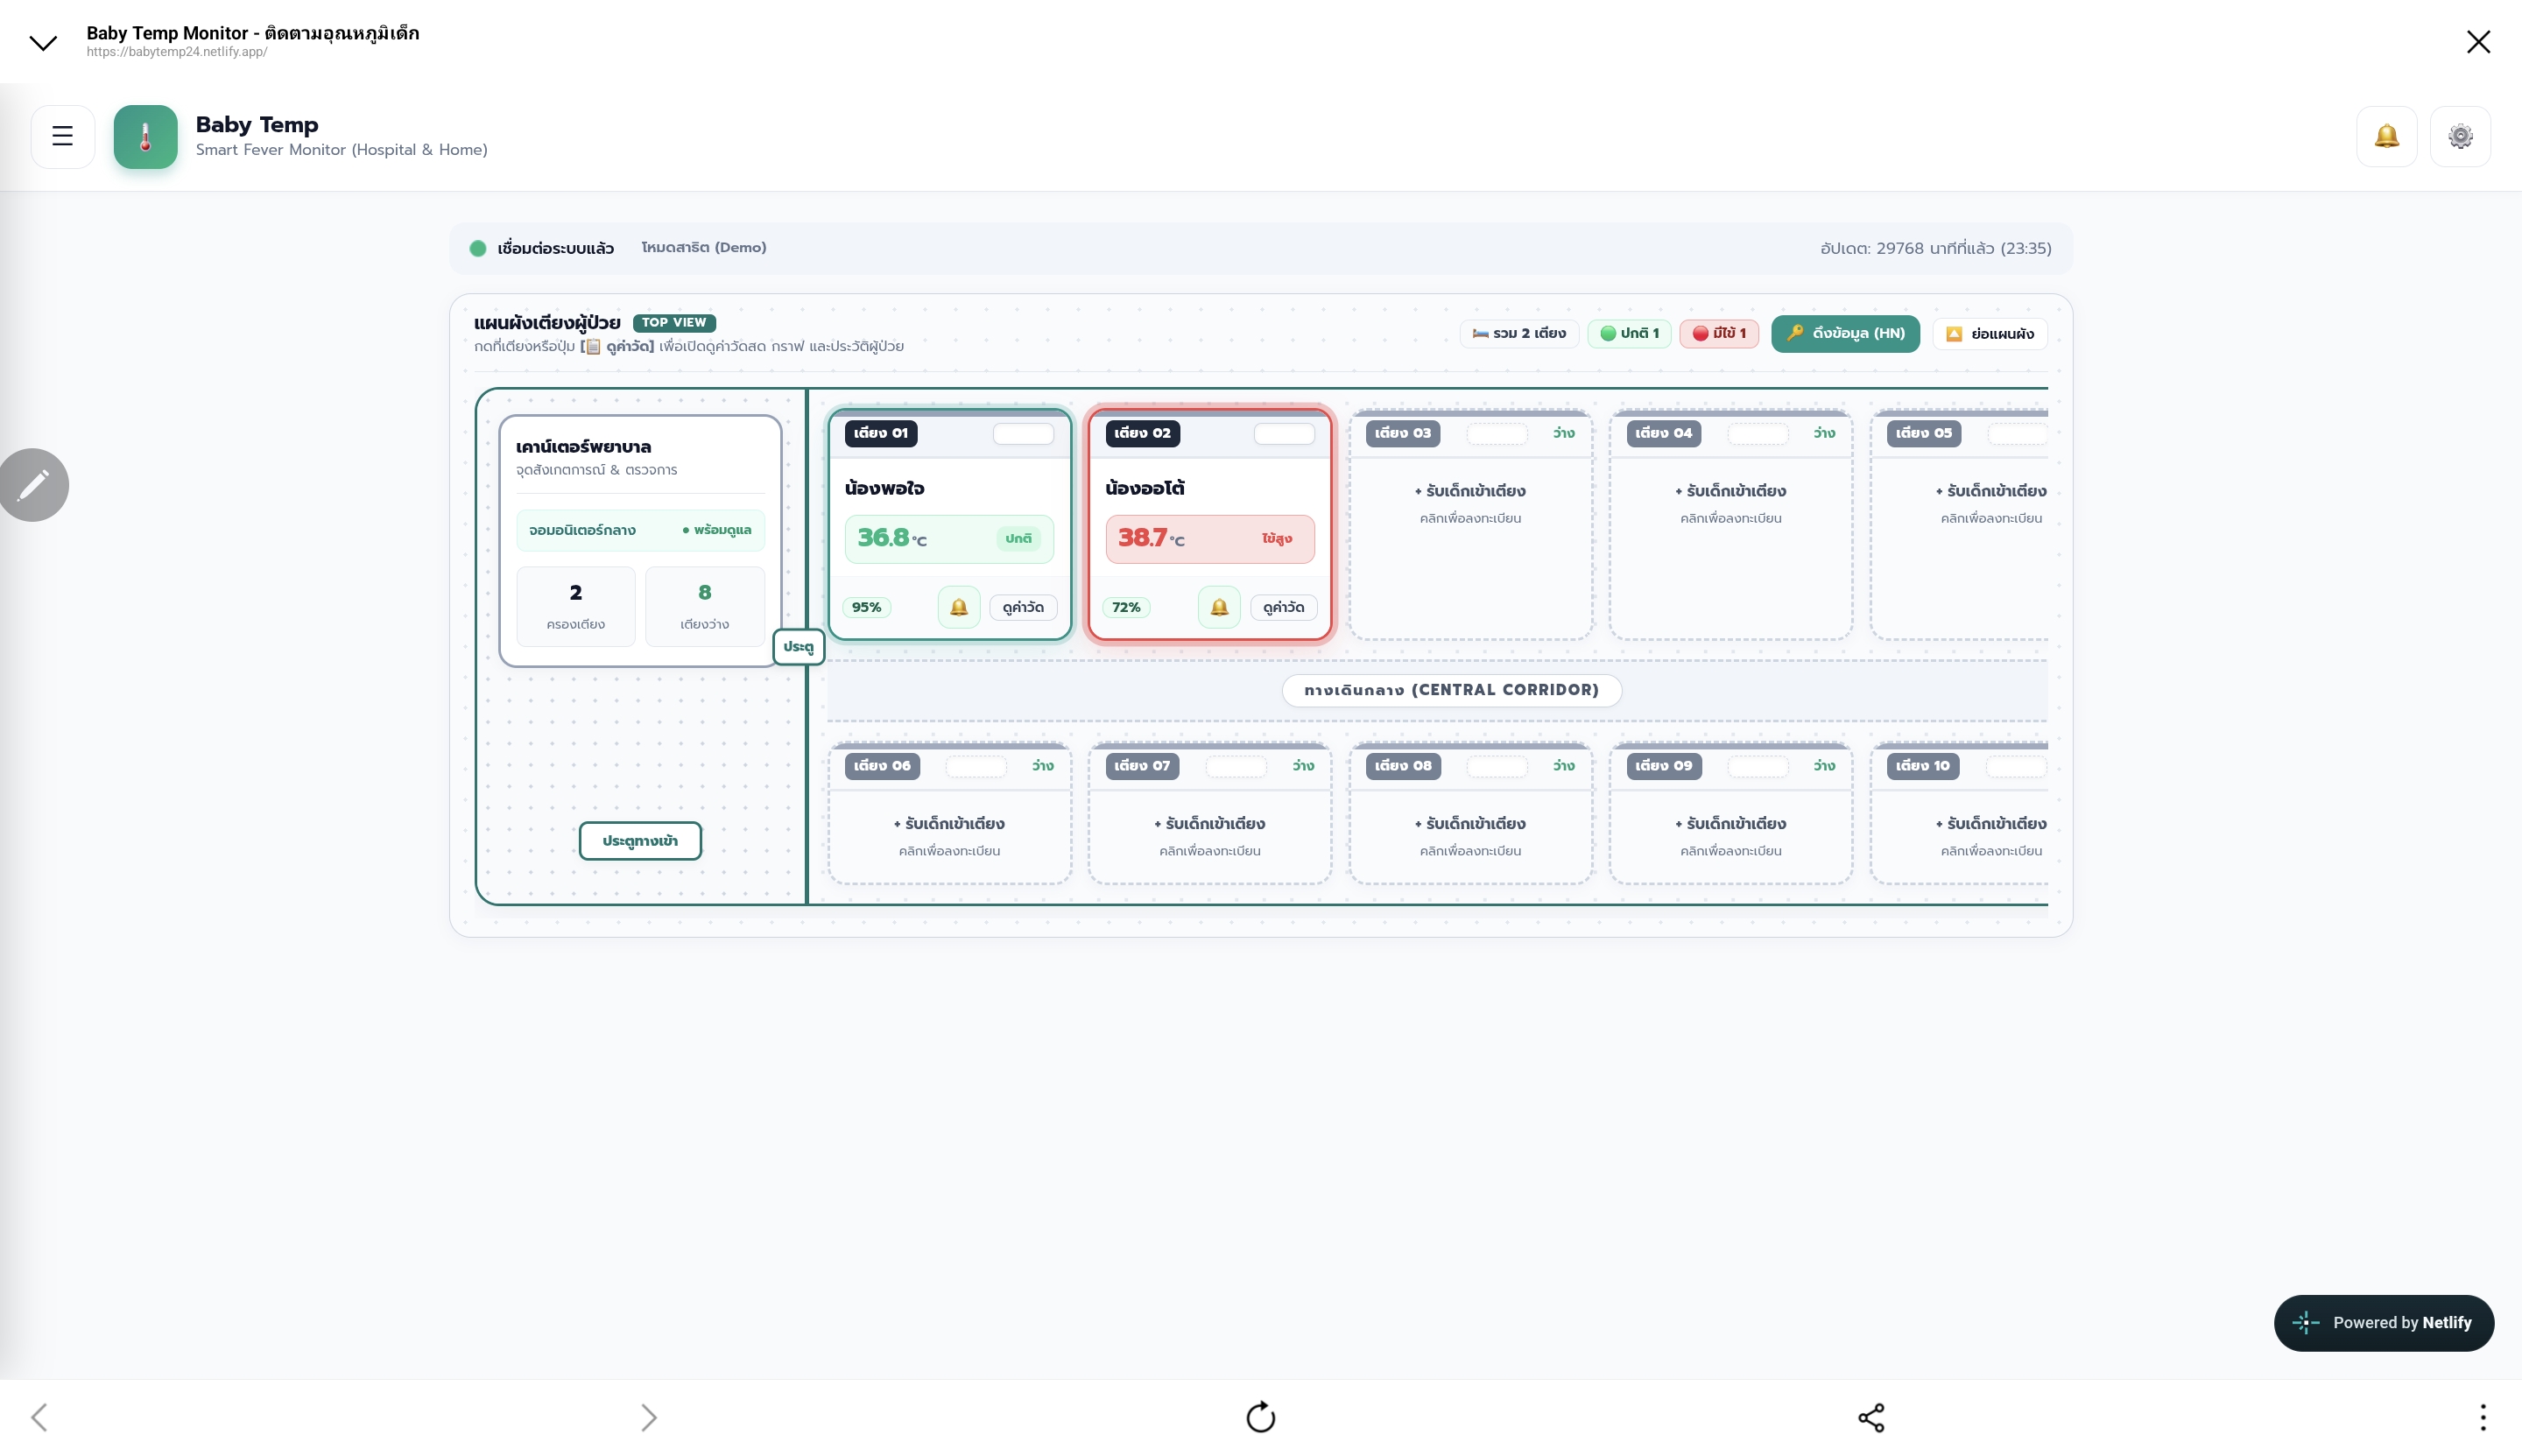 Baby Temp Monitor - ติดตามอุณหภูมิเด็ก
https://babytemp24.netlify.app/
Baby Temp
Smart Fever Monitor (Hospital & Home)
เชื่อมต่อระบบแล้ว โหมดสาธิต (Demo) อัปเดต: 29768 นาทีที่แล้ว (23:35)
แผนผังเตียงผู้ป่วย TOP VIEW
กดที่เตียงหรือปุ่ม [📋 ดูค่าวัด] เพื่อเปิดดูค่าวัดสด กราฟ และประวัติผู้ป่วย
🛏️ รวม 2 เตียง 🟢 ปกติ 1 🔴 มีไข้ 1 🔑 ดึงข้อมูล (HN) 🔼 ย่อแผนผัง
เคาน์เตอร์พยาบาล
จุดสังเกตการณ์ & ตรวจการ
จอมอนิเตอร์กลาง ● พร้อมดูแล
2 8
ครองเตียง เตียงว่าง
ประตู
ประตูทางเข้า
เตียง 01
น้องพอใจ
36.8 °C ปกติ
95% 🔔 ดูค่าวัด
เตียง 02
น้องออโต้
38.7 °C ไข้สูง
72% 🔔 ดูค่าวัด
เตียง 03 ว่าง
+ รับเด็กเข้าเตียง
คลิกเพื่อลงทะเบียน
เตียง 04 ว่าง
+ รับเด็กเข้าเตียง
คลิกเพื่อลงทะเบียน
เตียง 05
+ รับเด็กเข้าเตียง
คลิกเพื่อลงทะเบียน
ทางเดินกลาง (CENTRAL CORRIDOR)
เตียง 06 ว่าง
+ รับเด็กเข้าเตียง
คลิกเพื่อลงทะเบียน
เตียง 07 ว่าง
+ รับเด็กเข้าเตียง
คลิกเพื่อลงทะเบียน
เตียง 08 ว่าง
+ รับเด็กเข้าเตียง
คลิกเพื่อลงทะเบียน
เตียง 09 ว่าง
+ รับเด็กเข้าเตียง
คลิกเพื่อลงทะเบียน
เตียง 10
+ รับเด็กเข้าเตียง
คลิกเพื่อลงทะเบียน
Powered by Netlify